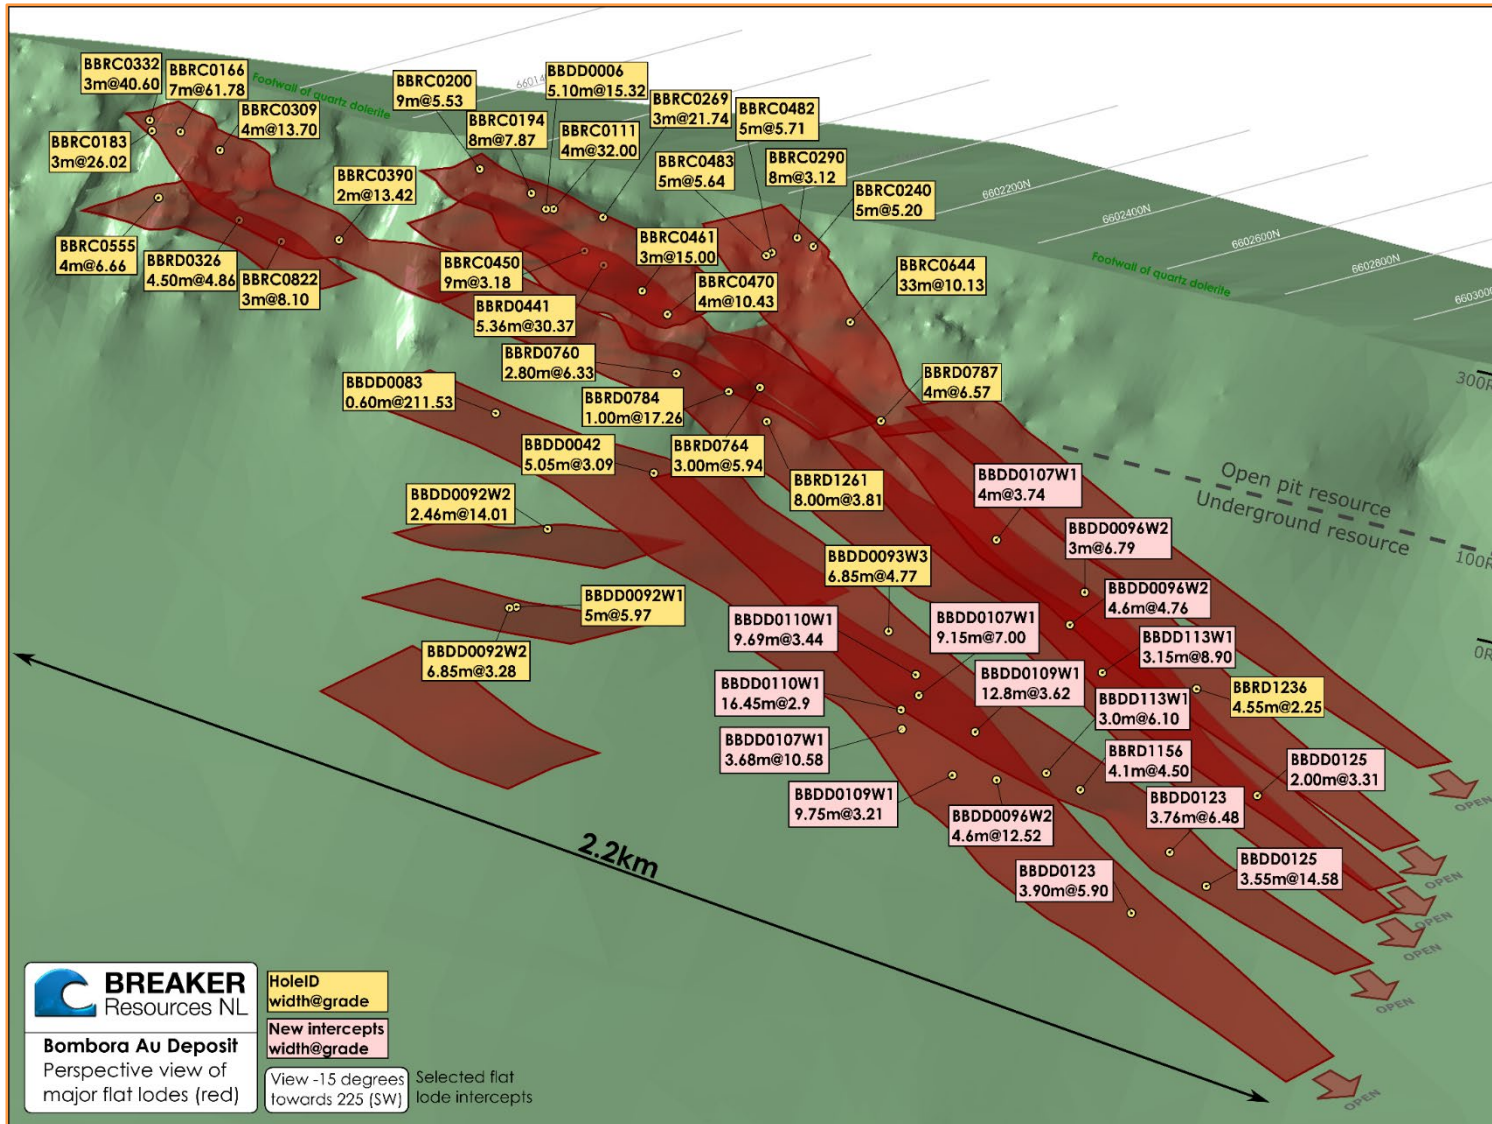 BBRC0332
3m@40.60
BBRC0166
7m@61.78
BBRC0309
4m@13.70
BBRC0183
3m@26.02
Footwall of quartz dolerite
BBRC0200
9m@5.53
BBDD0006
5.10m@15.32
BBRC0194
8m@7.87
BBRC0111
4m@32.00
BBRC0269
3m@21.74
BBRC0482
5m@5.71
BBRC0483
5m@5.64
BBRC0290
8m@3.12
BBRC0240
5m@5.20
6602200N
6602400N
6602600N
6602800N
6603000
Footwall of quartz dolerite
BBRC0390
2m@13.42
BBRC0555
4m@6.66
BBRD0326
4.50m@4.86
BBRC0822
3m@8.10
BBRC0450
9m@3.18
BBRC0461
3m@15.00
BBRC0470
4m@10.43
BBRC0644
33m@10.13
BBRD0441
5.36m@30.37
BBRD0760
2.80m@6.33
BBDD0083
0.60m@211.53
BBRD0784
1.00m@17.26
BBRD0787
4m@6.57
300R
BBDD0042
5.05m@3.09
BBRD0764
3.00m@5.94
BBRD1261
8.00m@3.81
BBDD0107W1
4m@3.74
Open pit resource
Underground resource
100R
BBDD0092W2
2.46m@14.01
BBDD0096W2
3m@6.79
BBDD0093W3
6.85m@4.77
BBDD0096W2
4.6m@4.76
BBDD0092W1
5m@5.97
BBDD0110W1
9.69m@3.44
BBDD0107W1
9.15m@7.00
BBDD113W1
3.15m@8.90
0R
BBDD0092W2
6.85m@3.28
BBDD0110W1
16.45m@2.9
BBDD0109W1
12.8m@3.62
BBDD113W1
3.0m@6.10
BBRD1236
4.55m@2.25
BBDD0107W1
3.68m@10.58
BBRD1156
4.1m@4.50
BBDD0125
2.00m@3.31
BBDD0109W1
9.75m@3.21
BBDD0096W2
4.6m@12.52
BBDD0123
3.76m@6.48
BBDD0125
3.55m@14.58
BBDD0123
3.90m@5.90
2.2km
OPEN
OPEN
OPEN
OPEN
OPEN
OPEN
BREAKER
Resources NL
Bombora Au Deposit
Perspective view of
major flat lodes (red)
HoleID
width@grade
New intercepts
width@grade
View -15 degrees
towards 225 (SW)
Selected flat
lode intercepts